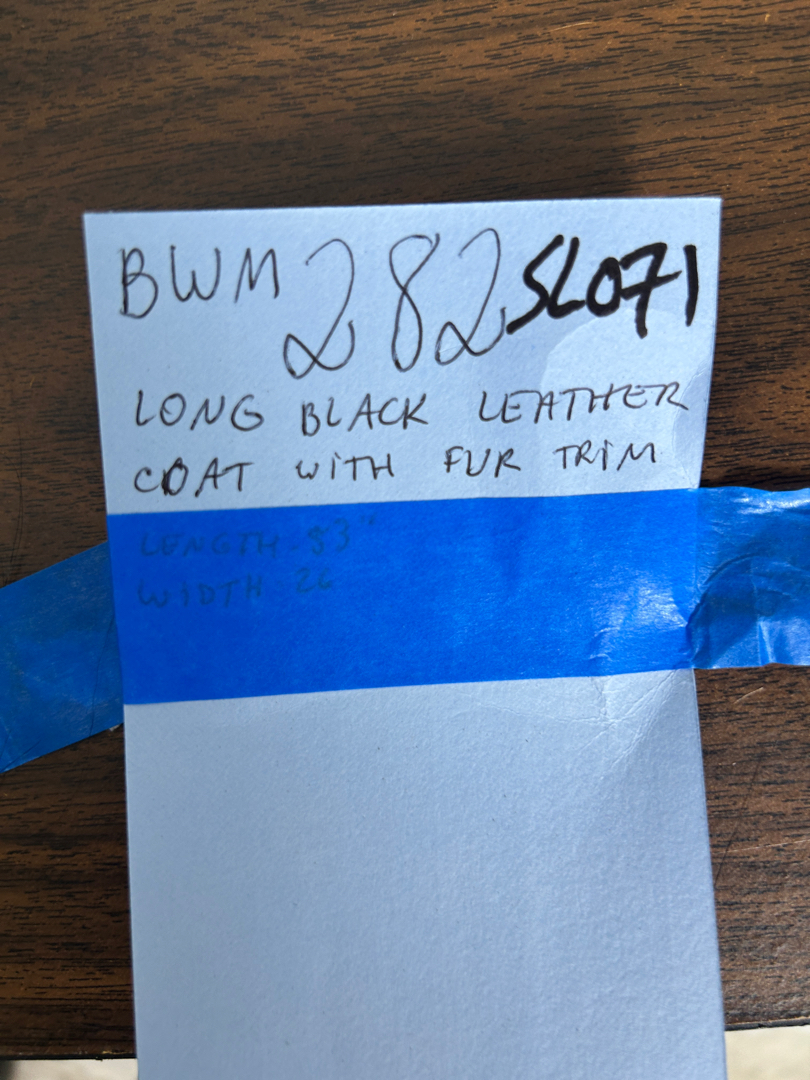 BWM 282 SL071
LONG BLACK LEATHER
COAT WITH FUR TRIM
LENGTH - 53"
WIDTH - 26